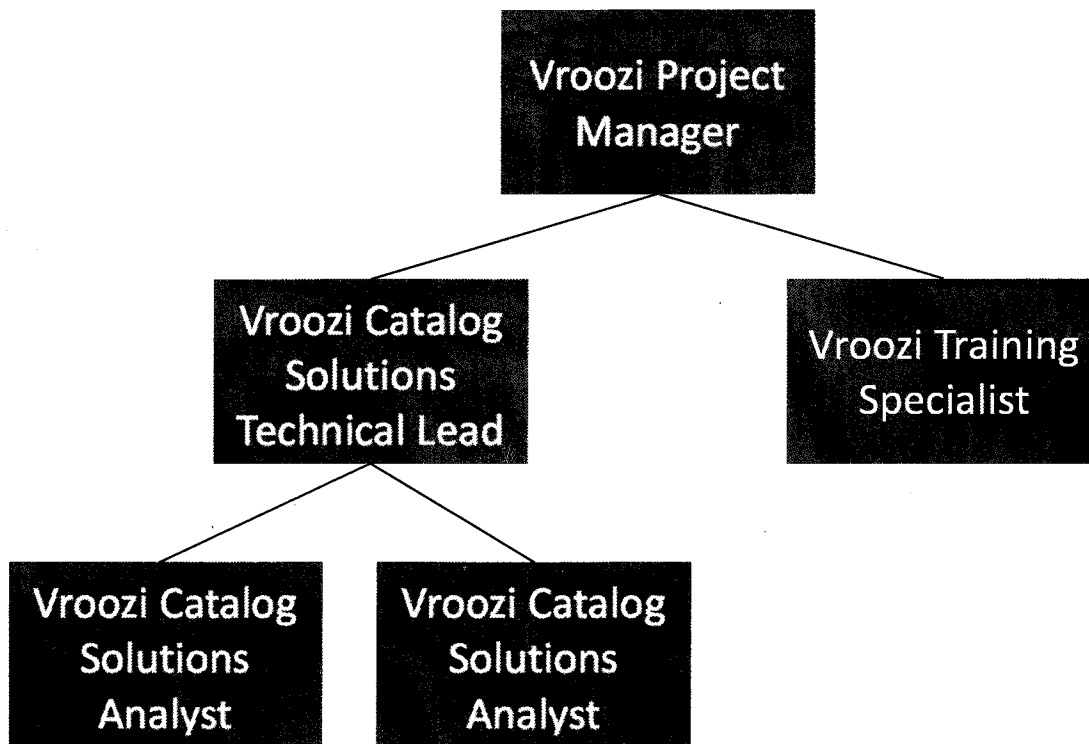 Vroozi Project
Manager
Vroozi Catalog
Solutions
Technical Lead
Vroozi Training
Specialist
Vroozi Catalog
Solutions
Analyst
Vroozi Catalog
Solutions
Analyst